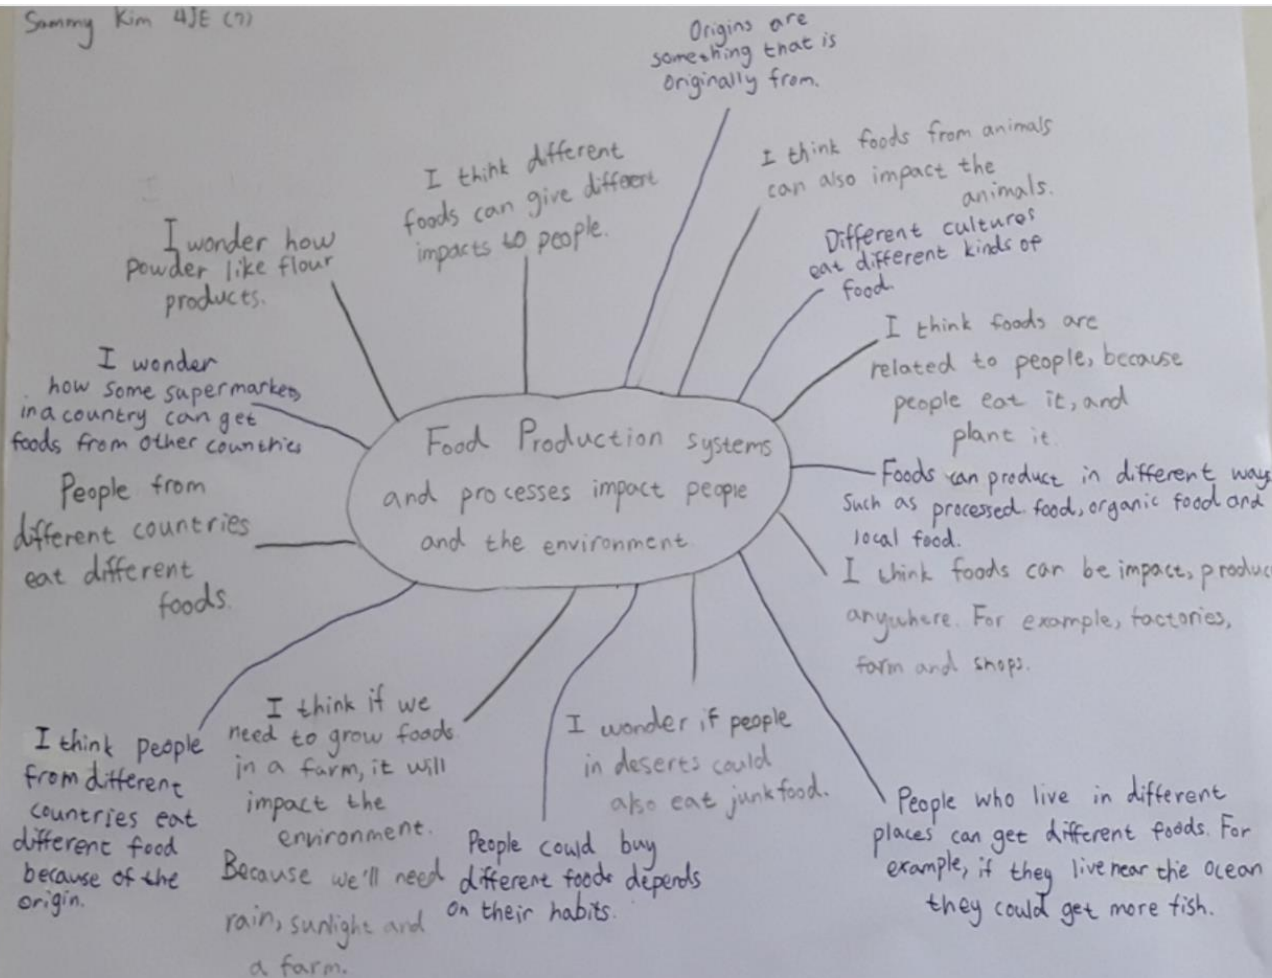 Sammy Kim 4JE (7)
Origins are
something that is
originally from.
I think foods from animals
can also impact the
animals.
Different cultures
eat different kinds of
food.
I think foods are
related to people, because
people eat it, and
plant it.
Foods can product in different way
Such as processed food, organic food and
local food.
I think foods can be impact, produc
anywhere. For example, factories,
farm and shops.
People who live in different
places can get different foods. For
example, if they live near the ocean
they could get more fish.
I wonder if people
in deserts could
also eat junkfood.
People could buy
different foods depends
on their habits.
I think if we
need to grow foods
in a farm, it will
impact the
environment.
Because we'll need
rain, sunlight and
a farm.
I think people
from different
countries eat
different food
because of the
origin.
People from
different countries
eat different
foods.
I wonder
how some supermarkets
in a country can get
foods from other countries
I wonder how
powder like flour
products.
I think different
foods can give different
impacts to people.
Food Production systems
and processes impact people
and the environment.